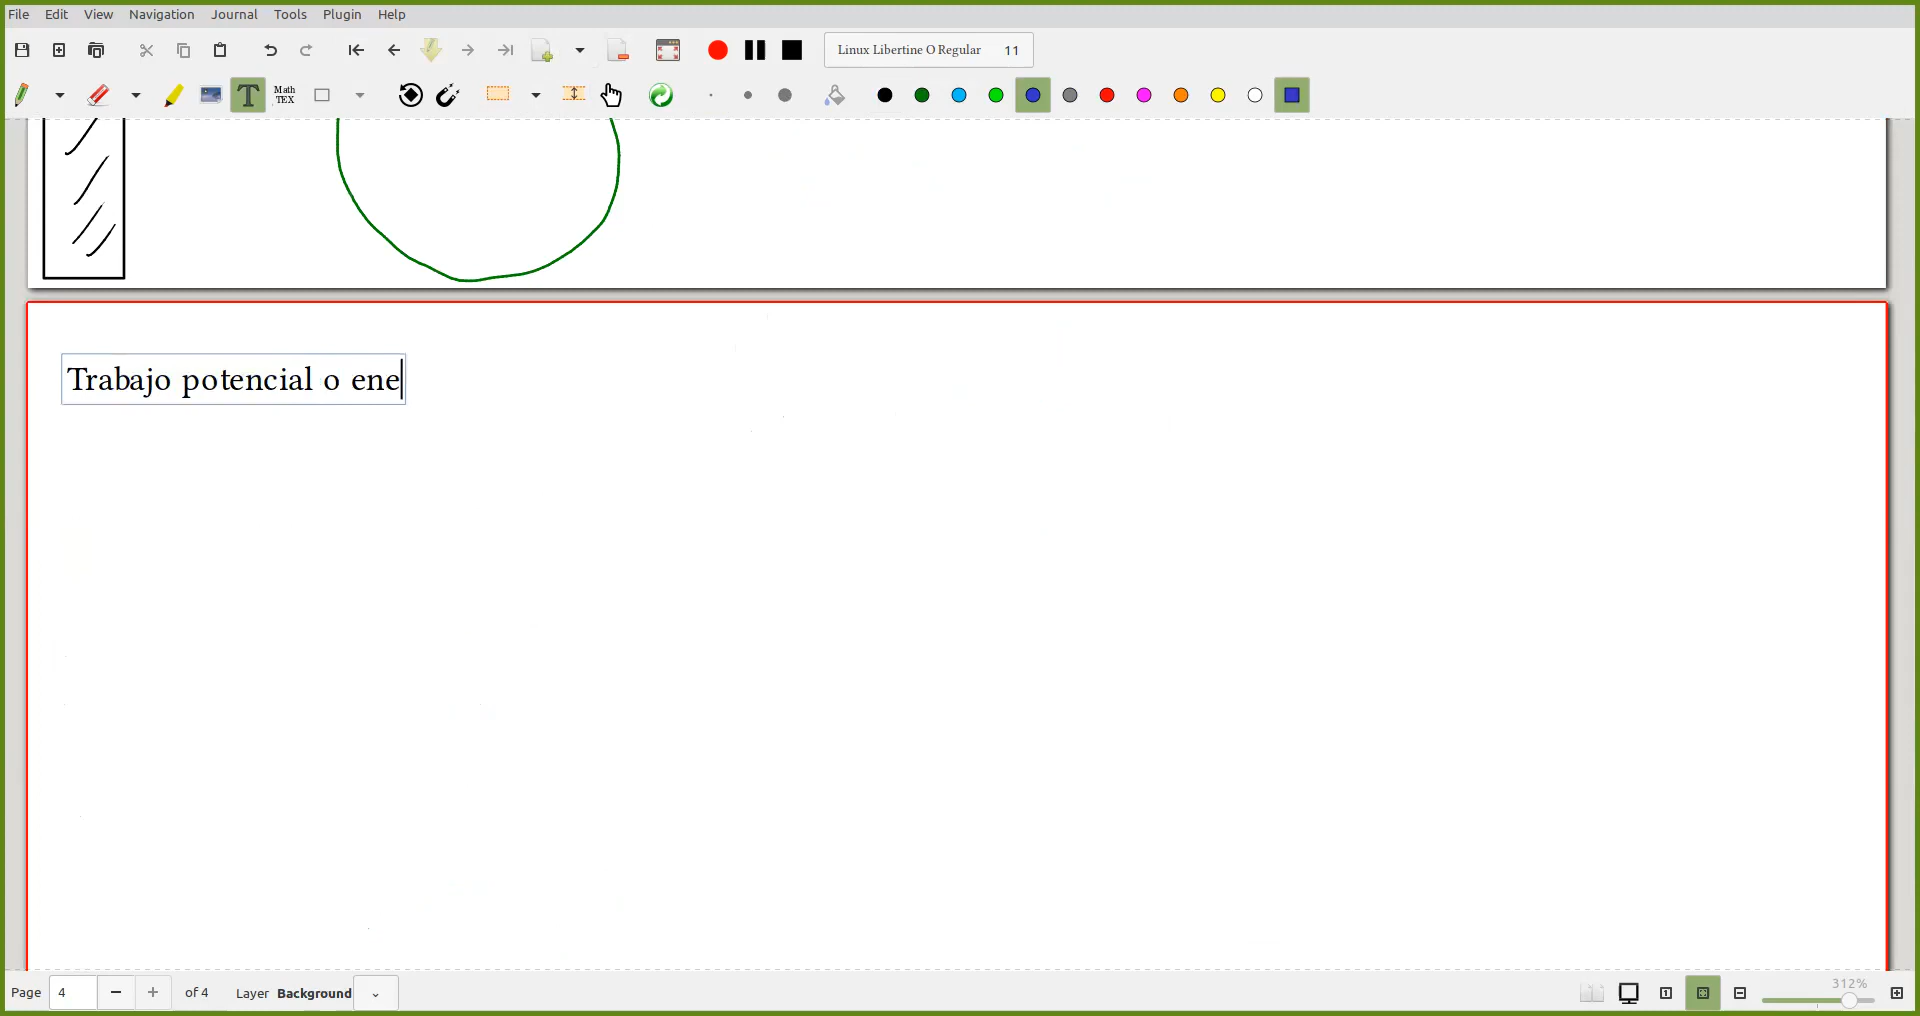 File Edit View Navigation Journal Tools Plugin Help
Linux Libertine O Regular 11
T Math TEX
Trabajo potencial o ene
Page 4 of 4 Layer Background 312%